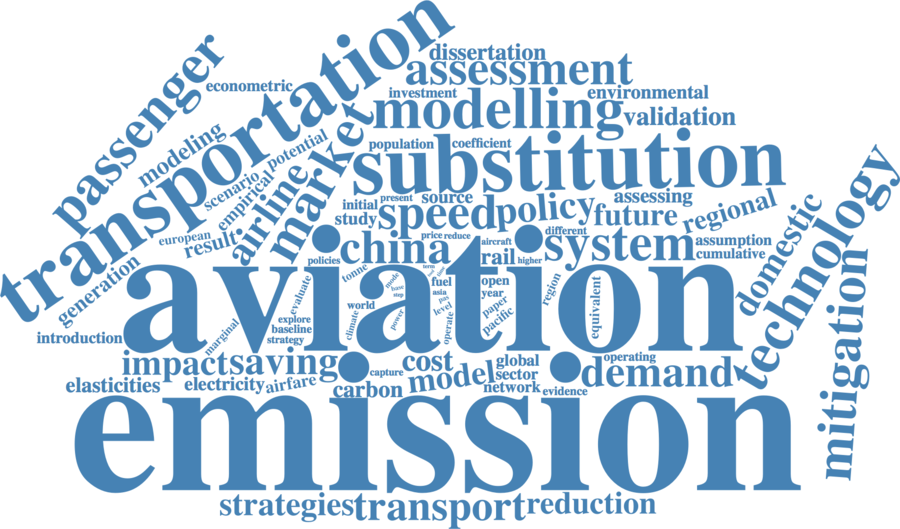 transportation
passenger
econometric
dissertation
assessment
investment
environmental
modelling
validation
modeling
potential
scenario
empirical
market
airline
population
coefficient
substitution
european
result
initial
present
source
study
speed
policy
assessing
future
regional
generation
china
price
reduce
aircraft
rail
higher
different
system
assumption
cumulative
domestic
technology
mitigation
policies
tonne
aviation
mode
base
step
term
fuel
asia
open
year
paper
pacific
pax
level
region
equivalent
evaluate
world
climate
power
operate
explore
baseline
strategy
marginal
introduction
impact
saving
capture
cost
global
operating
elasticities
electricity
airfare
carbon
model
sector
network
evidence
demand
emission
strategies
transport
reduction